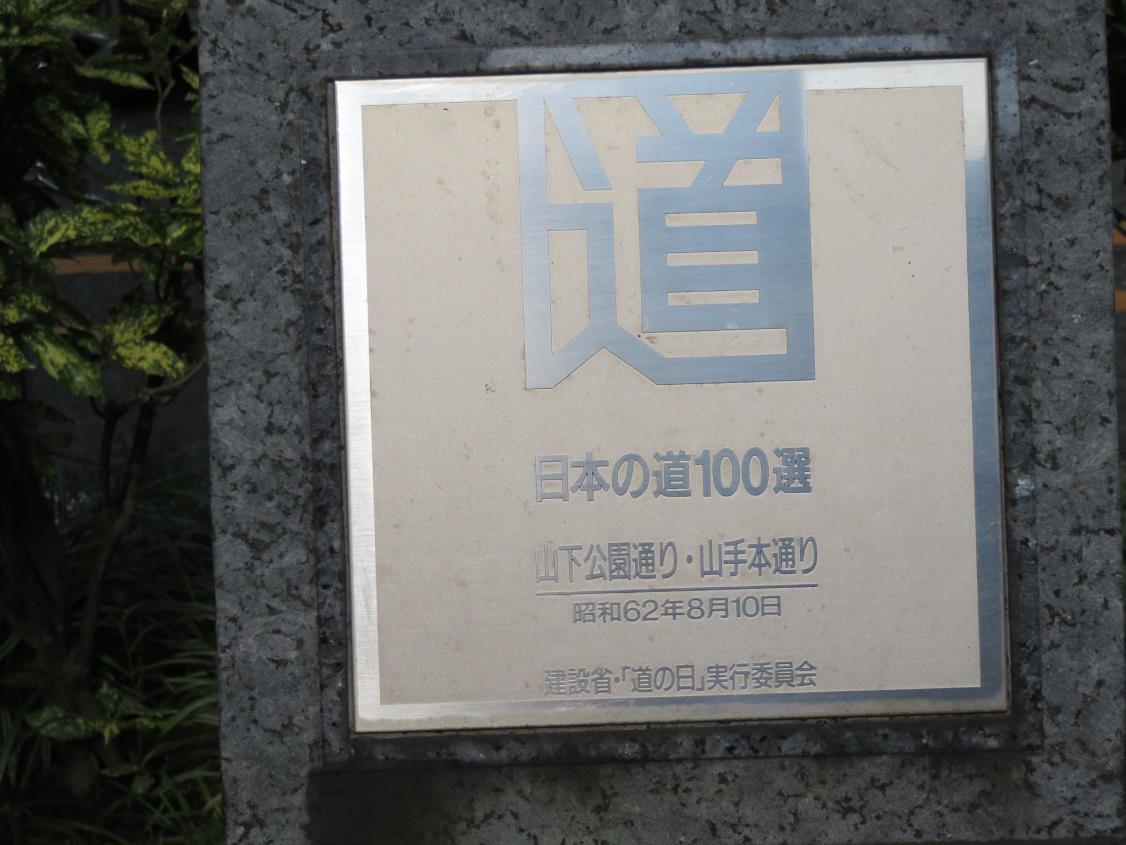 道
日本の道100選
山下公園通り・山手本通り
昭和62年8月10日
建設省・「道の日」実行委員会